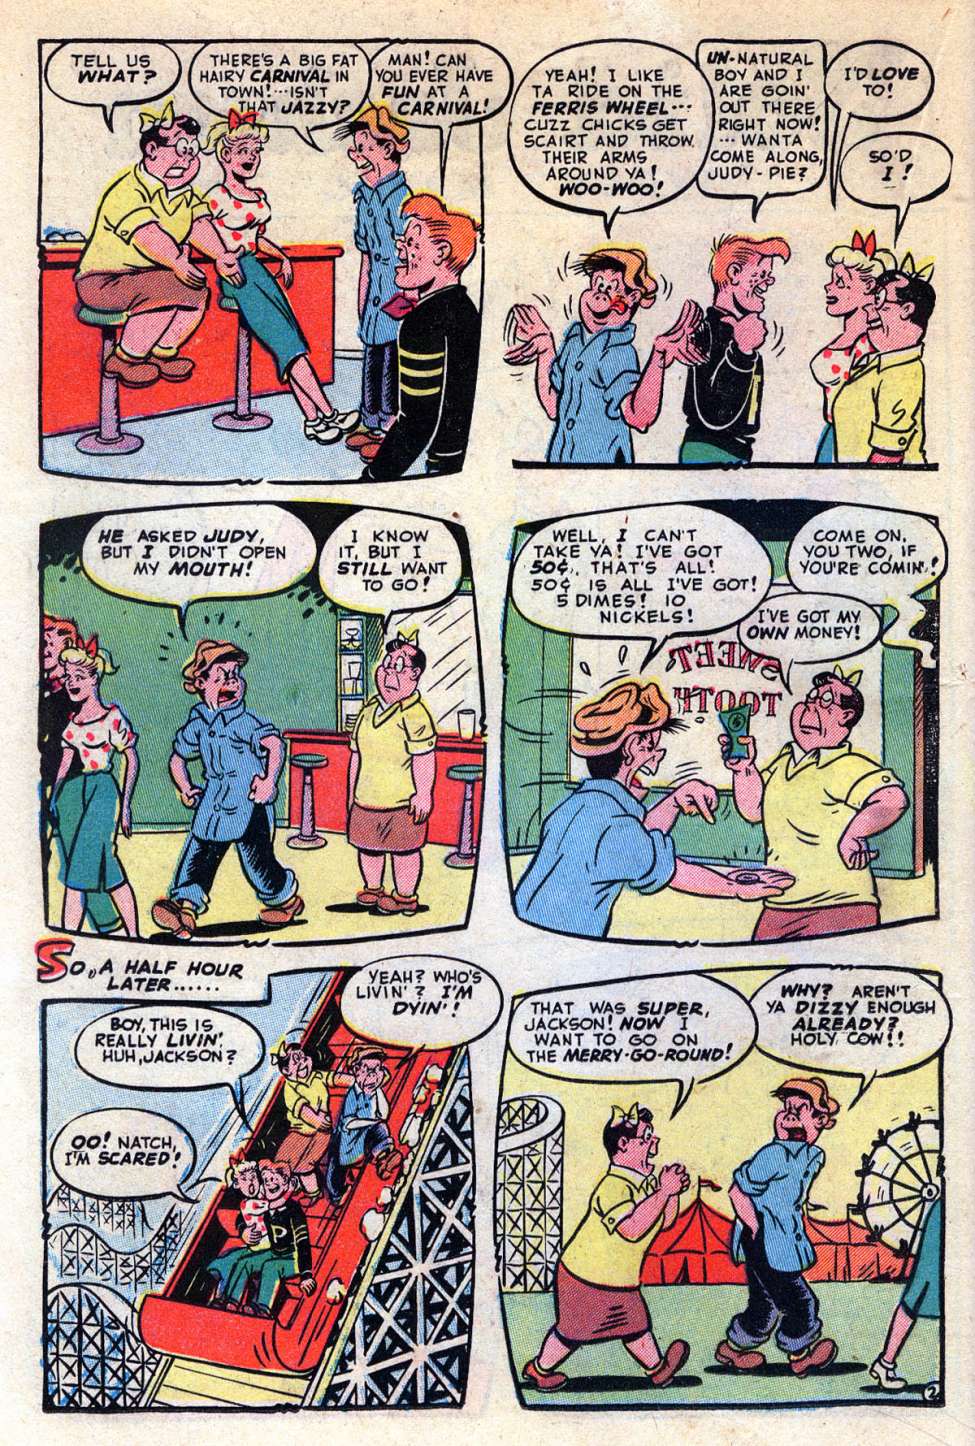 TELL US
WHAT?
THERE'S A BIG FAT
HAIRY CARNIVAL IN
TOWN!...ISN'T
THAT JAZZY?
MAN! CAN
YOU EVER HAVE
FUN AT A
CARNIVAL!
YEAH! I LIKE
TA RIDE ON THE
FERRIS WHEEL...
CUZZ CHICKS GET
SCAIRT AND THROW
THEIR ARMS
AROUND YA!
WOO-WOO!
UN-NATURAL
BOY AND I
ARE GOIN'
OUT THERE
RIGHT NOW!
...WANTA
COME ALONG,
JUDY-PIE?
I'D LOVE
TO!
SO'D
I!
HE ASKED JUDY,
BUT I DIDN'T OPEN
MY MOUTH!
I KNOW
IT, BUT I
STILL WANT
TO GO!
WELL, I CAN'T
TAKE YA! I'VE GOT
50¢, THAT'S ALL!
50¢ IS ALL I'VE GOT!
5 DIMES! 10
NICKELS!
COME ON,
YOU TWO, IF
YOU'RE COMIN'!
I'VE GOT MY
OWN MONEY!
SWEET
TOOTH
SO, A HALF HOUR
LATER......
BOY, THIS IS
REALLY LIVIN',
HUH, JACKSON?
YEAH? WHO'S
LIVIN'? I'M
DYIN'!
OO! NATCH,
I'M SCARED!
P
THAT WAS SUPER,
JACKSON! NOW I
WANT TO GO ON
THE MERRY-GO-ROUND!
WHY? AREN'T
YA DIZZY ENOUGH
ALREADY?
HOLY COW!!
2